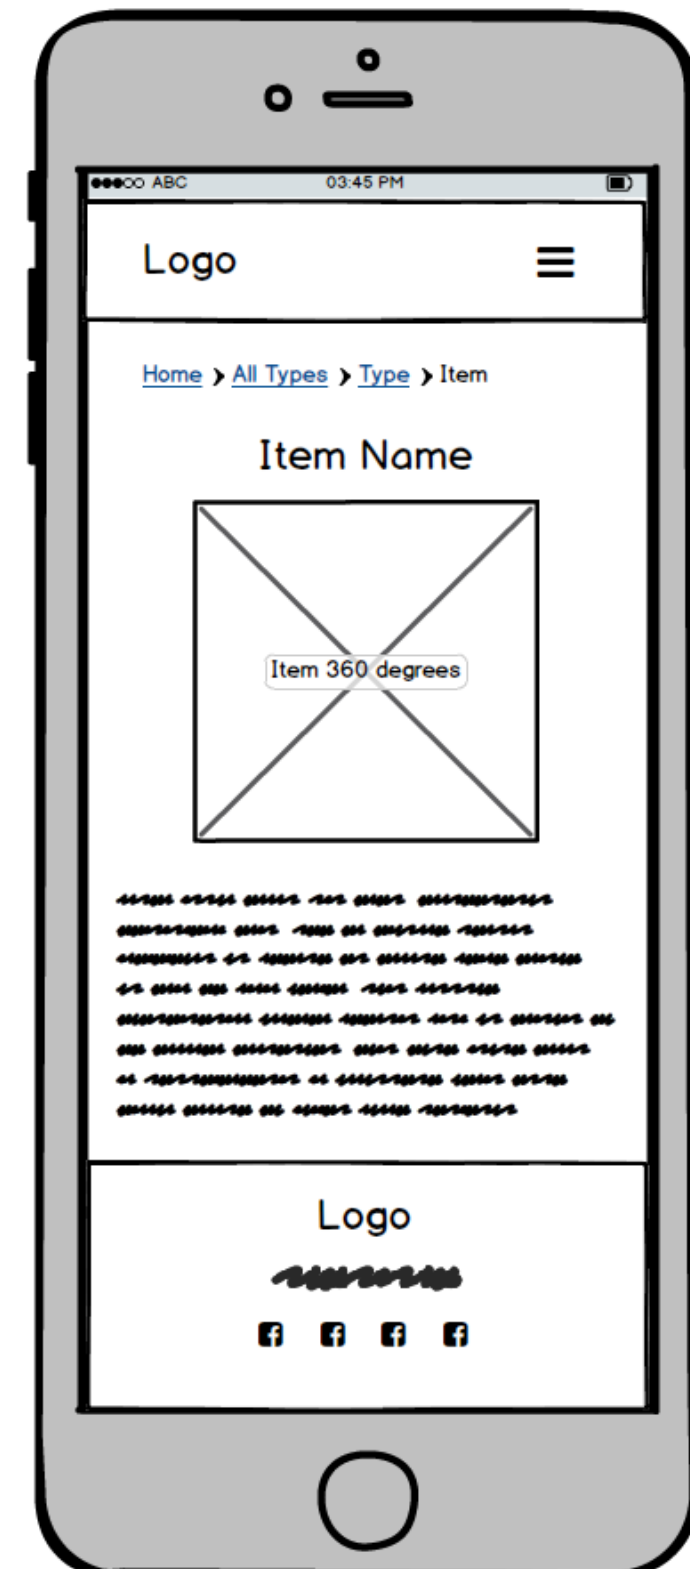 ABC 03:45 PM
Logo
Home > All Types > Type > Item
Item Name
Item 360 degrees
Logo